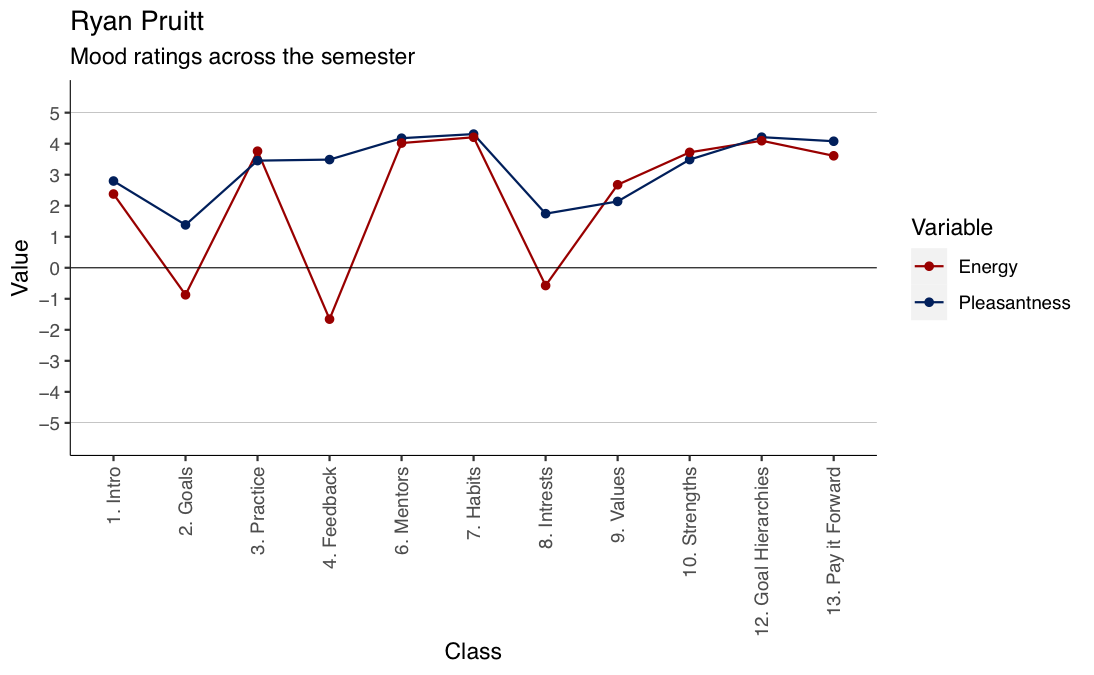 Ryan Pruitt
Mood ratings across the semester
Value
5
4
3
2
1
0
−1
−2
−3
−4
−5
1. Intro
2. Goals
3. Practice
4. Feedback
6. Mentors
7. Habits
8. Intrests
9. Values
10. Strengths
12. Goal Hierarchies
13. Pay it Forward
Class
Variable
Energy
Pleasantness